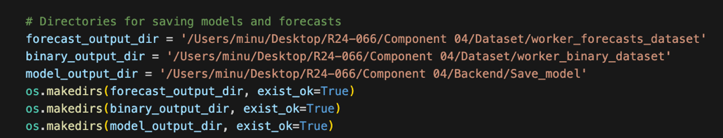 # Directories for saving models and forecasts
forecast_output_dir = '/Users/minu/Desktop/R24-066/Component 04/Dataset/worker_forecasts_dataset'
binary_output_dir = '/Users/minu/Desktop/R24-066/Component 04/Dataset/worker_binary_dataset'
model_output_dir = '/Users/minu/Desktop/R24-066/Component 04/Backend/Save_model'
os.makedirs(forecast_output_dir, exist_ok=True)
os.makedirs(binary_output_dir, exist_ok=True)
os.makedirs(model_output_dir, exist_ok=True)